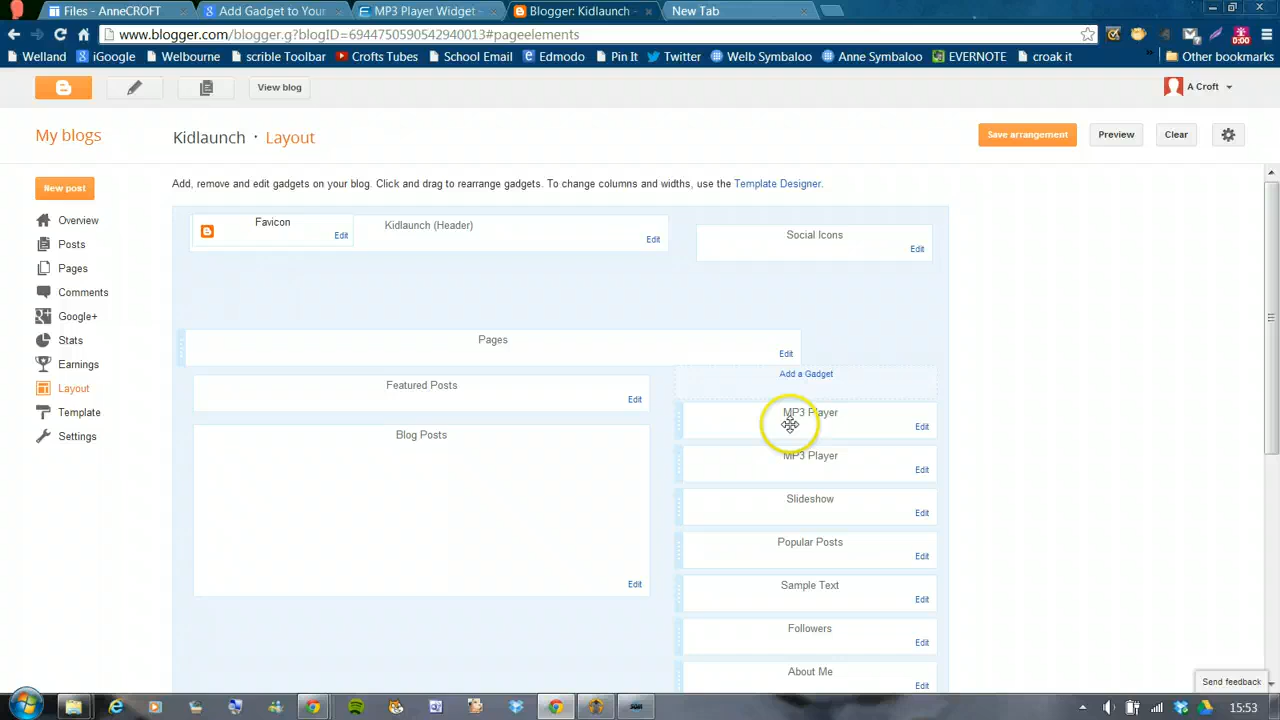 Files - AnneCROFT
Add Gadget to Your
MP3 Player Widget -
Blogger: Kidlaunch
New Tab
www.blogger.com/blogger.g?blogID=6944750590542940013#pageelements
Welland
iGoogle
Welbourne
scrible Toolbar
Crofts Tubes
School Email
Edmodo
Pin It
Twitter
Welb Symbaloo
Anne Symbaloo
EVERNOTE
croak it
Other bookmarks
0:00
View blog
A Croft
My blogs
Kidlaunch · Layout
Save arrangement
Preview
Clear
New post
Add, remove and edit gadgets on your blog. Click and drag to rearrange gadgets. To change columns and widths, use the Template Designer.
Overview
Posts
Pages
Comments
Google+
Stats
Earnings
Layout
Template
Settings
Favicon
Edit
Kidlaunch (Header)
Edit
Social Icons
Edit
Pages
Edit
Featured Posts
Edit
Blog Posts
Edit
Add a Gadget
MP3 Player
Edit
MP3 Player
Edit
Slideshow
Edit
Popular Posts
Edit
Sample Text
Edit
Followers
Edit
About Me
Edit
Send feedback
15:53